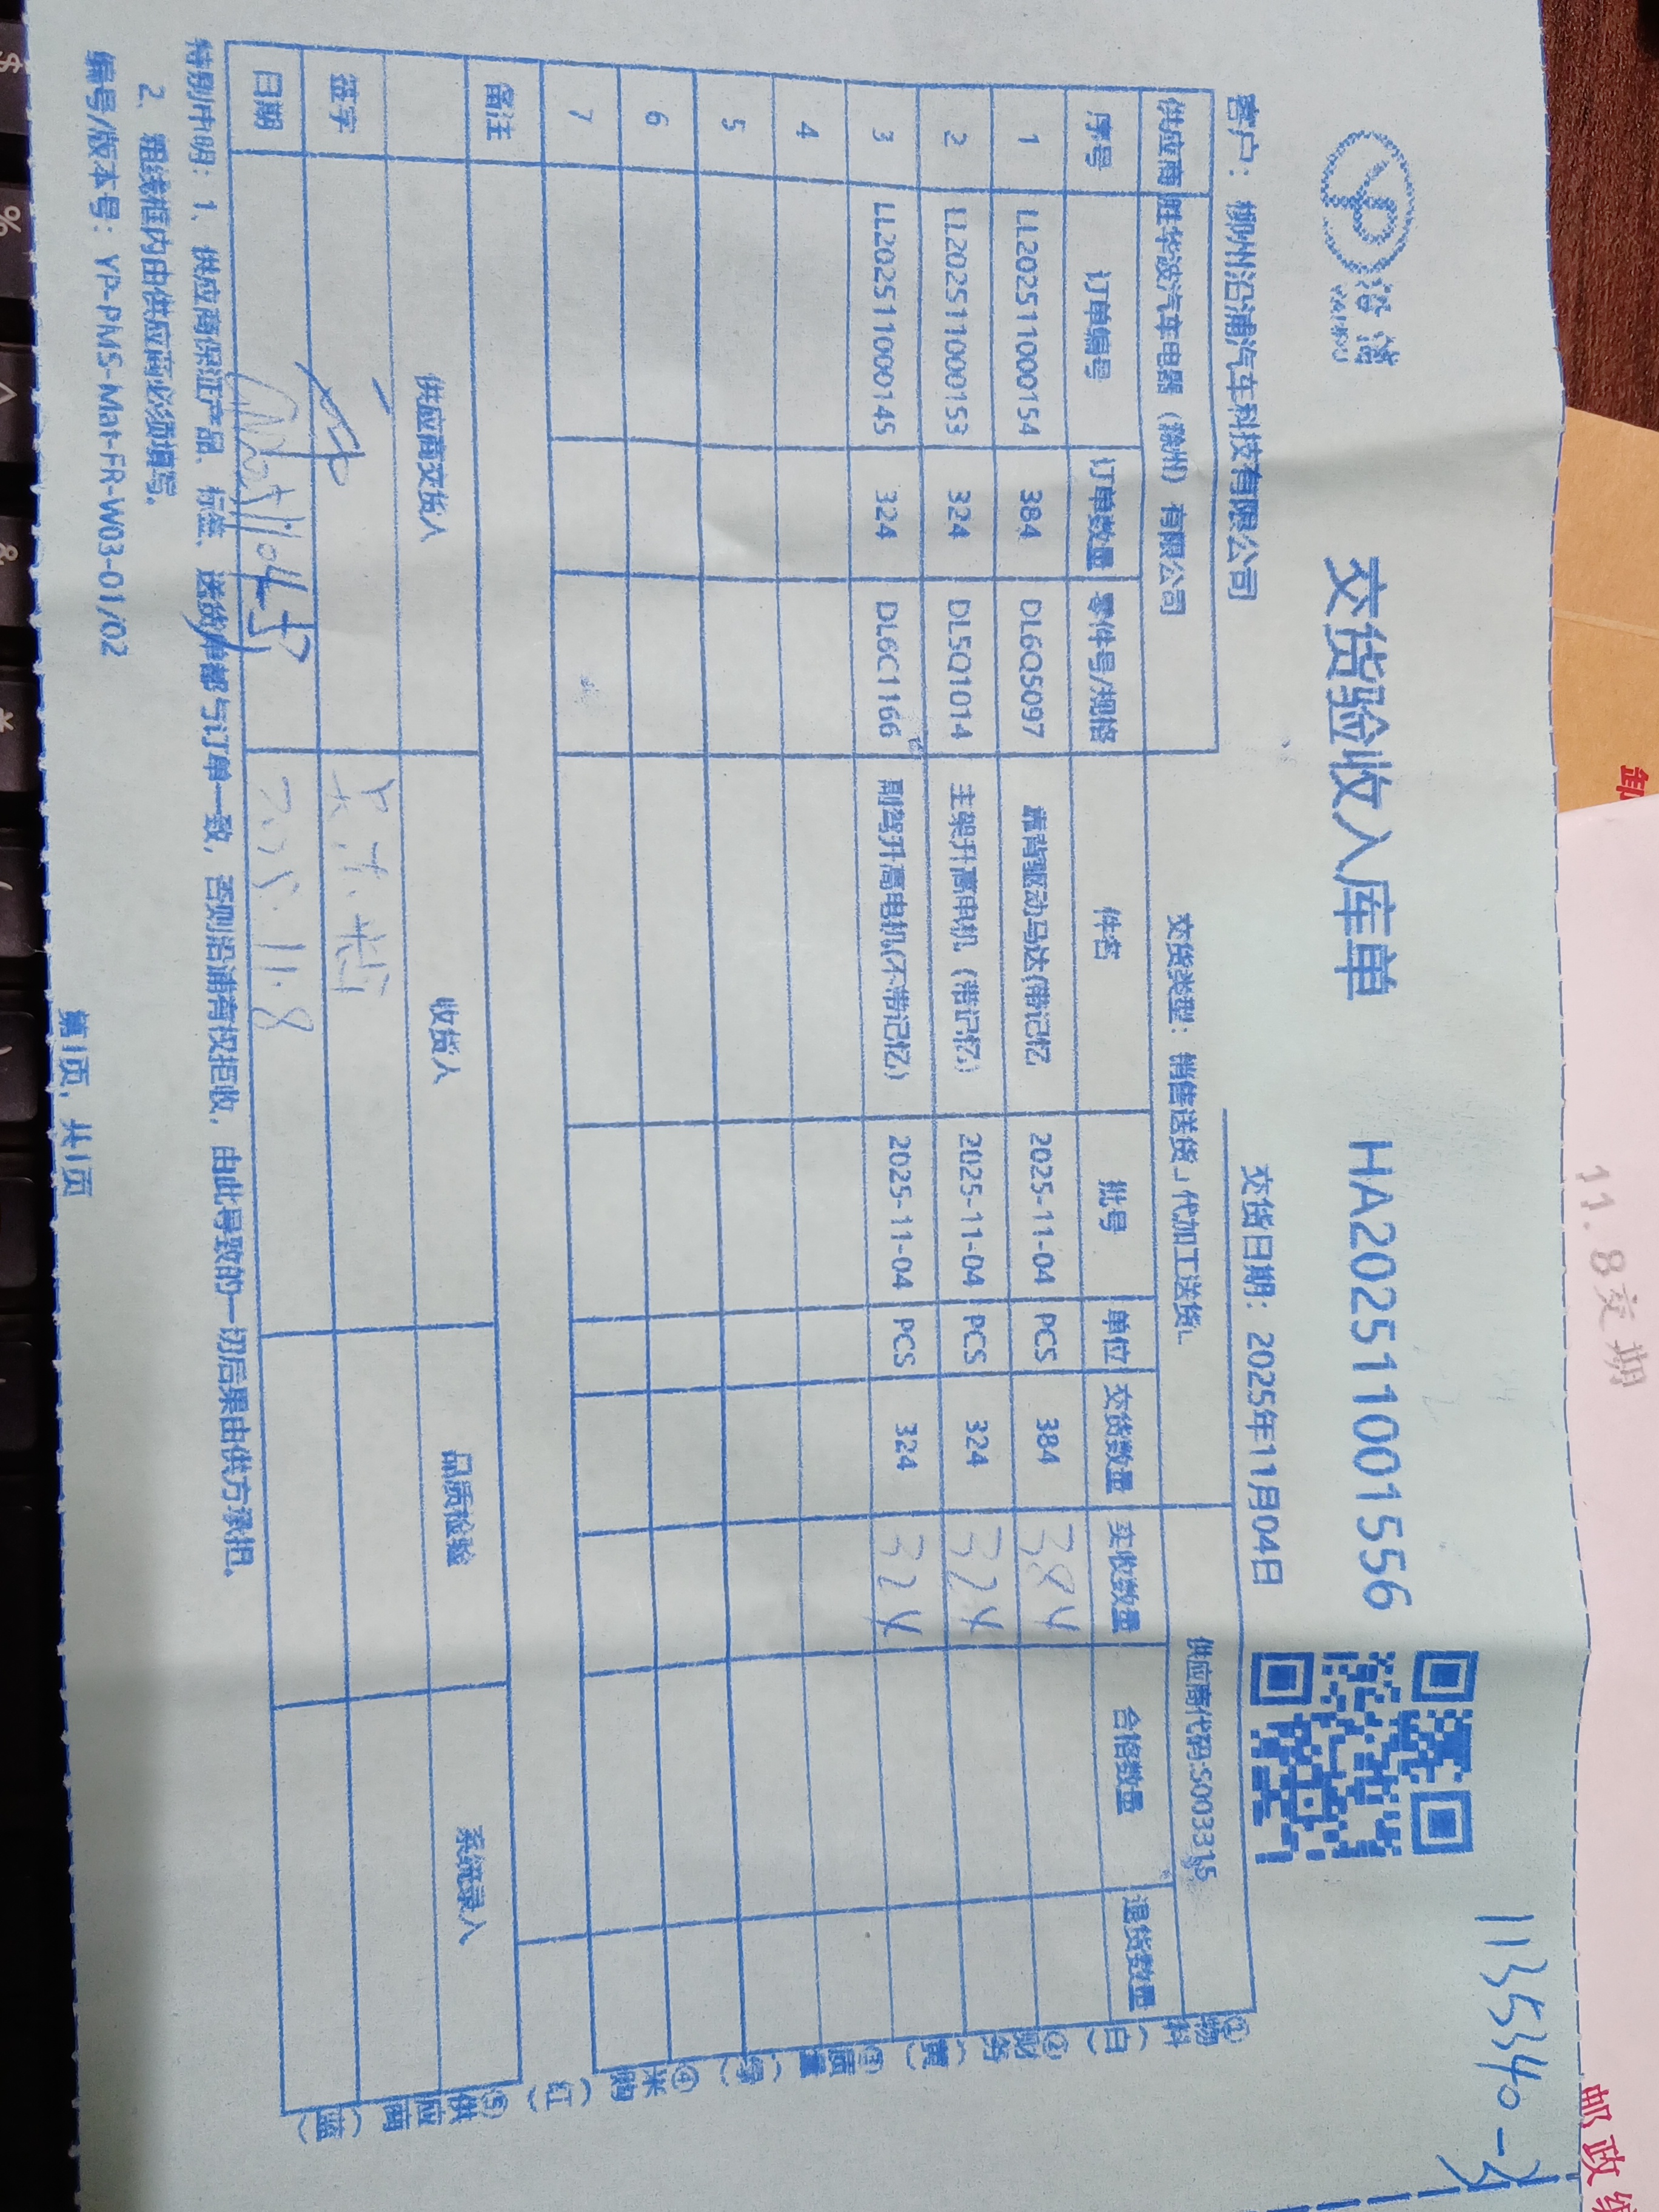 沿浦
YANPU
交货验收入库单 HA2025110001556
客户：柳州沿浦汽车科技有限公司 交货日期：2025年11月04日
供应商 胜华波汽车电器（滁州）有限公司 交货类型：销售送货 代加工送货 供应商代码:S003315
序号 订单编号 订单数量 零件号/规格 件名 批号 单位 交货数量 实收数量 合格数量 退货数量
1 LL2025110000154 384 DL6QS097 靠背驱动马达(带记忆 2025-11-04 PCS 384 384
2 LL2025110000153 324 DL5Q1014 主架升高电机（带记忆） 2025-11-04 PCS 324 324
3 LL2025110000145 324 DL6C1166 副驾升高电机(不带记忆) 2025-11-04 PCS 324 324
4
5
6
7
备注
供应商交货人 收货人 品质检验 系统录入
签字
日期 2025.11.8
特别申明：1、供应商保证产品、标签、送货单都与订单一致，否则沿浦有权拒收，由此导致的一切后果由供方承担。
2、粗线框内由供应商必须填写。
编号/版本号：YP-PMS-Mat-FR-W03-01/02
第1页，共1页
①物料（白）②财务（黄）③质量（绿）④采购（红）⑤供应商（蓝）
1135340-3
11.8交期
邮政